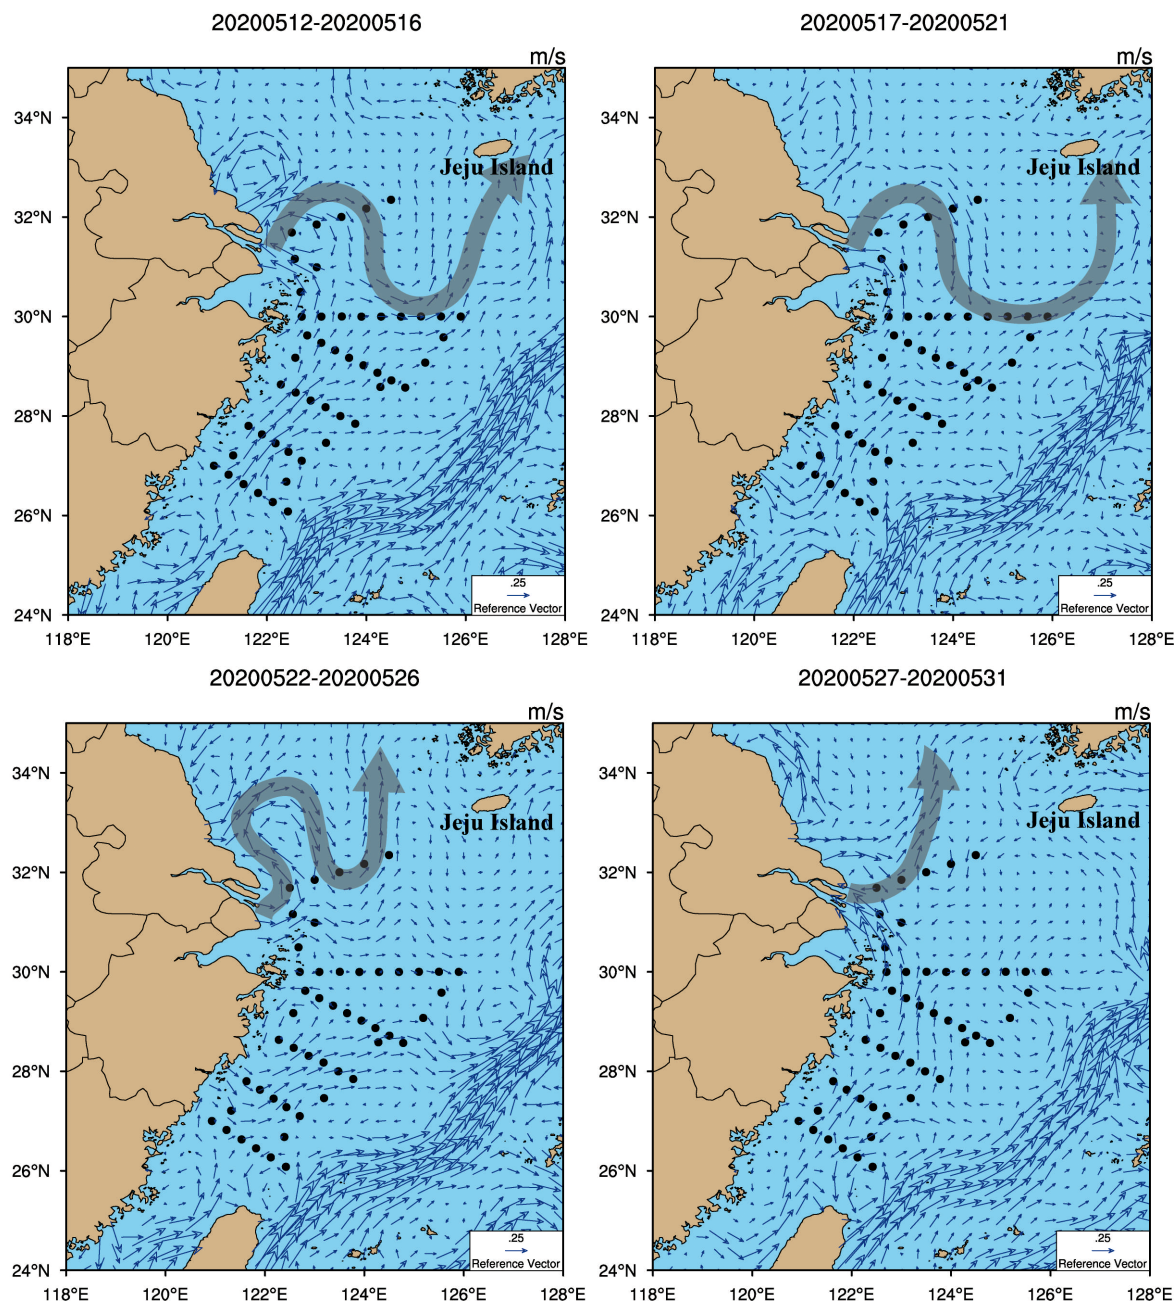 20200512-20200516
m/s
34°N
32°N
30°N
28°N
26°N
24°N
118°E
120°E
122°E
124°E
126°E
128°E
Jeju Island
.25
Reference Vector
20200517-20200521
m/s
34°N
32°N
30°N
28°N
26°N
24°N
118°E
120°E
122°E
124°E
126°E
128°E
Jeju Island
.25
Reference Vector
20200522-20200526
m/s
34°N
32°N
30°N
28°N
26°N
24°N
118°E
120°E
122°E
124°E
126°E
128°E
Jeju Island
.25
Reference Vector
20200527-20200531
m/s
34°N
32°N
30°N
28°N
26°N
24°N
118°E
120°E
122°E
124°E
126°E
128°E
Jeju Island
.25
Reference Vector